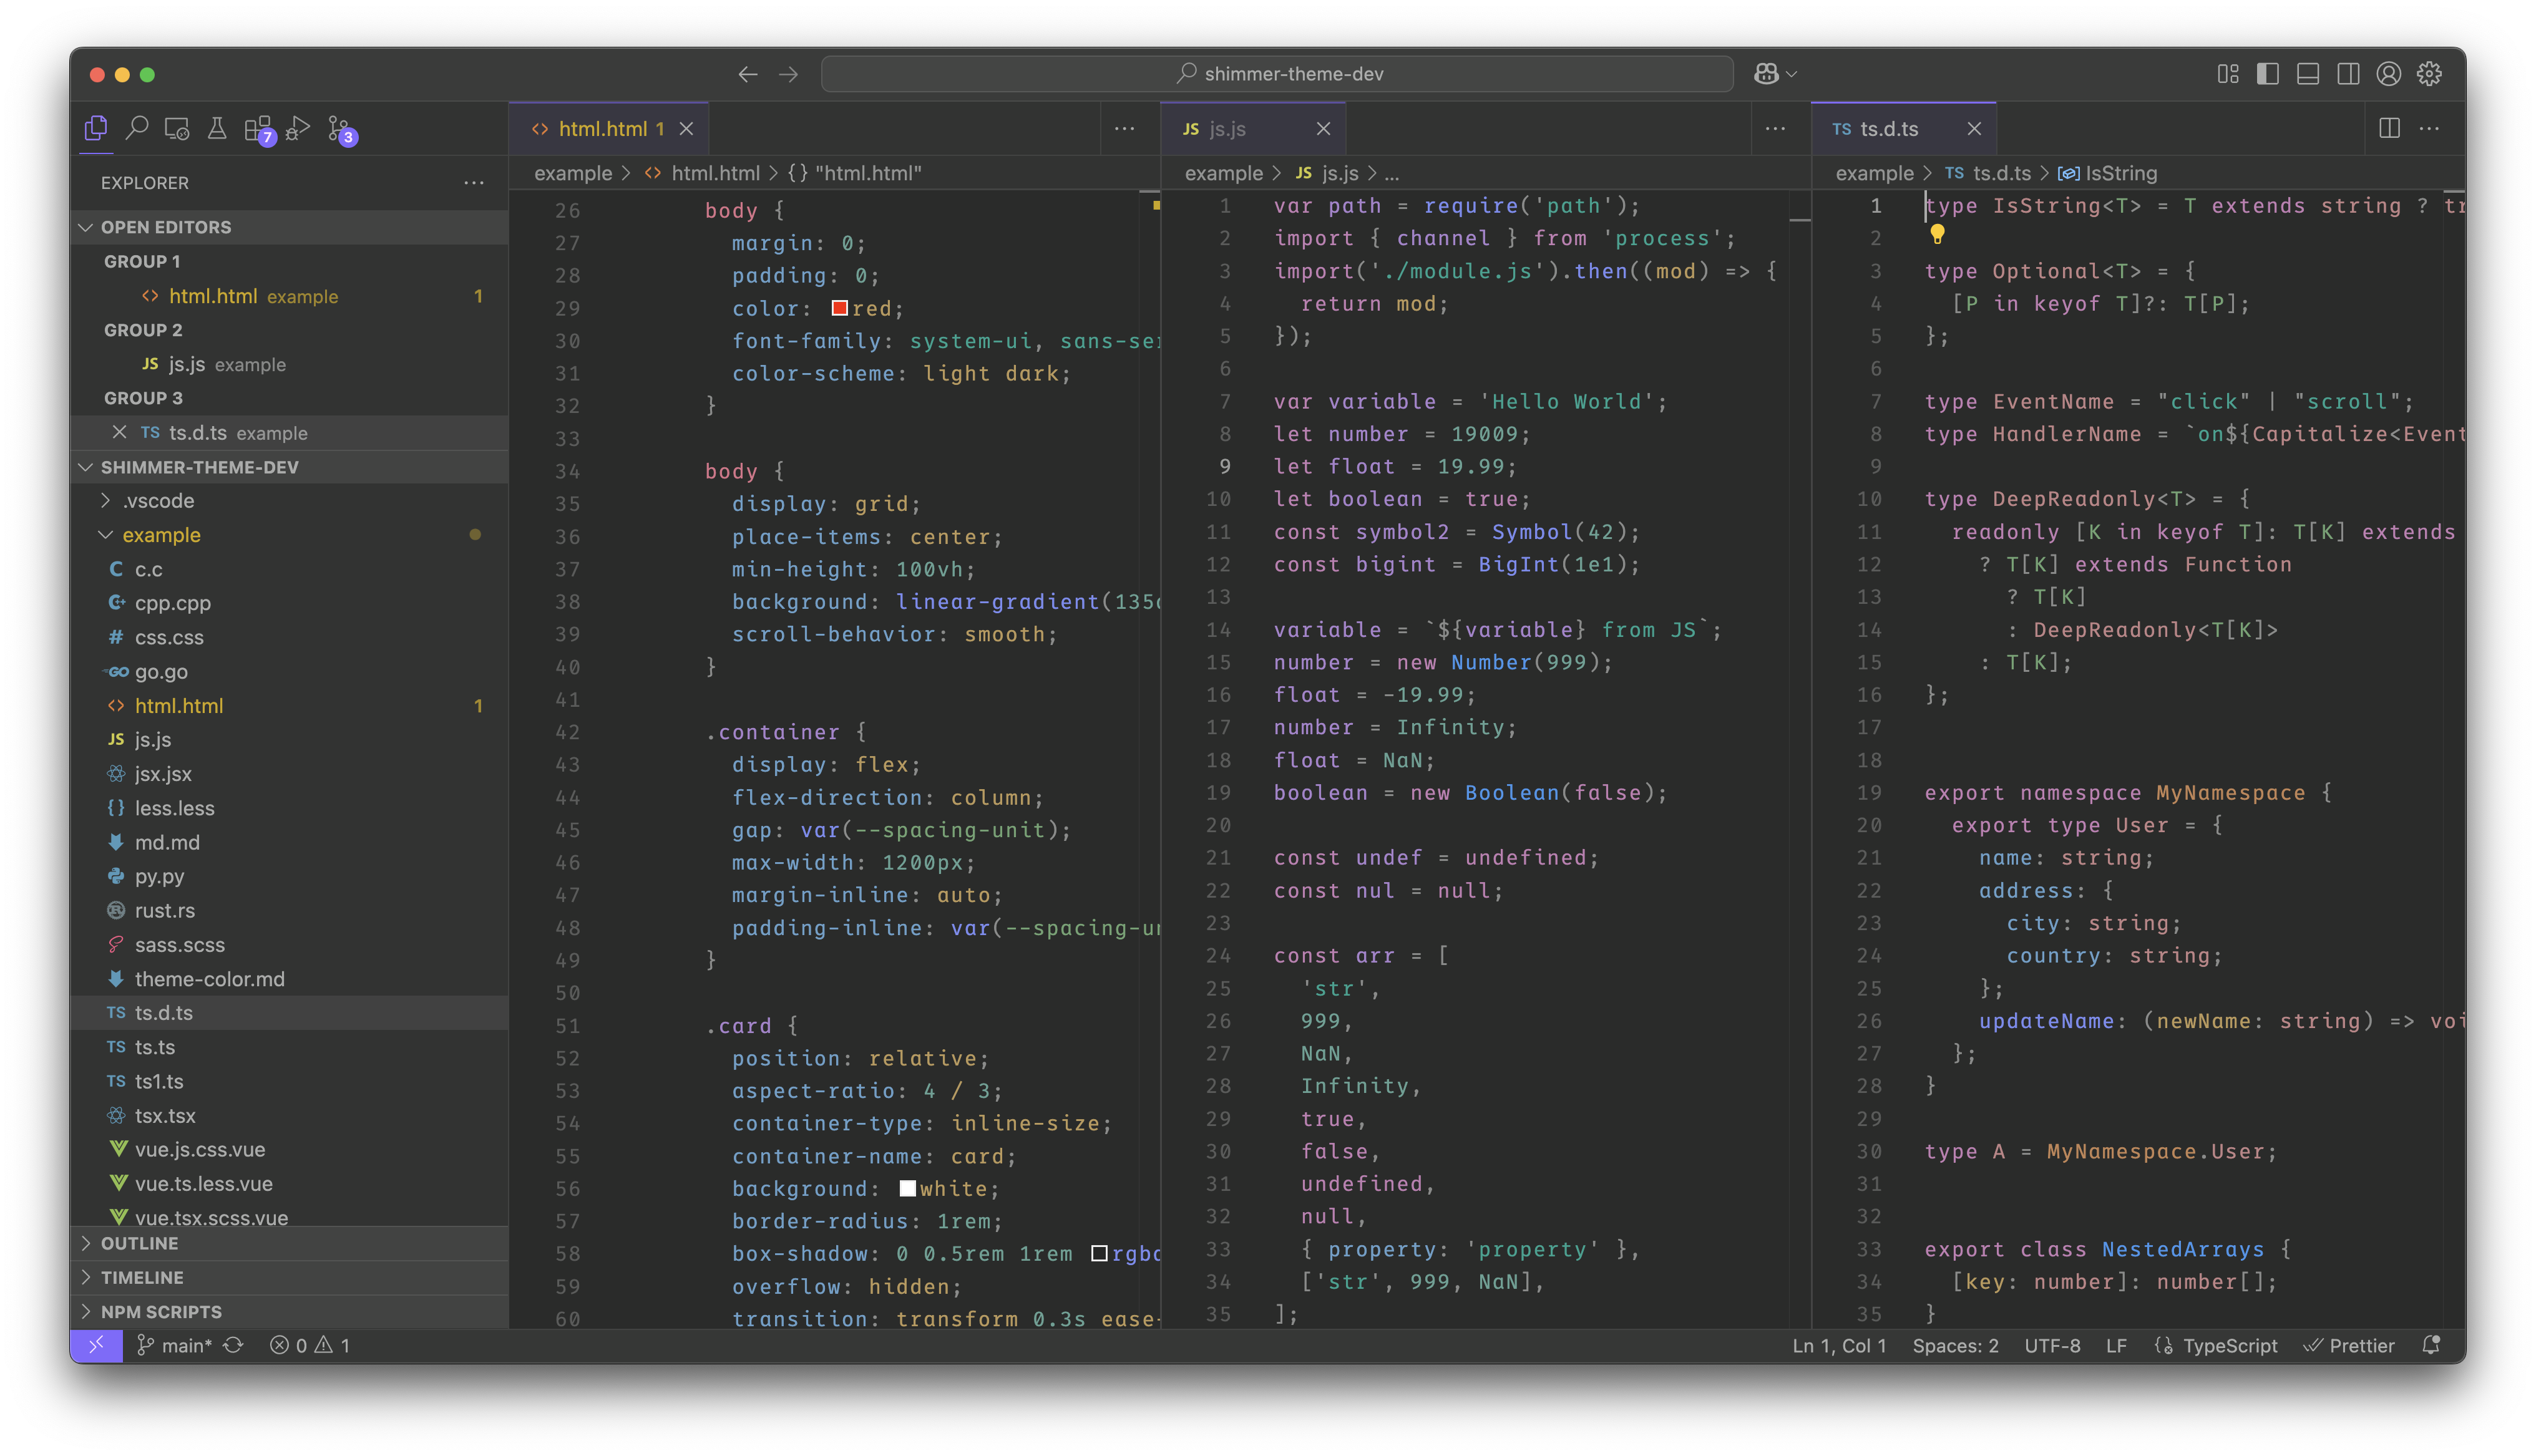 shimmer-theme-dev
7
3
EXPLORER
OPEN EDITORS
GROUP 1
html.html example 1
GROUP 2
JS js.js example
GROUP 3
TS ts.d.ts example
SHIMMER-THEME-DEV
.vscode
example
C c.c
cpp.cpp
# css.css
GO go.go
<> html.html 1
JS js.js
jsx.jsx
{} less.less
md.md
py.py
rust.rs
sass.scss
theme-color.md
TS ts.d.ts
TS ts.ts
TS ts1.ts
tsx.tsx
vue.js.css.vue
vue.ts.less.vue
vue.tsx.scss.vue
OUTLINE
TIMELINE
NPM SCRIPTS
<> html.html 1
example > <> html.html > {} "html.html"
26 body {
27 margin: 0;
28 padding: 0;
29 color: red;
30 font-family: system-ui, sans-se
31 color-scheme: light dark;
32 }
33
34 body {
35 display: grid;
36 place-items: center;
37 min-height: 100vh;
38 background: linear-gradient(135
39 scroll-behavior: smooth;
40 }
41
42 .container {
43 display: flex;
44 flex-direction: column;
45 gap: var(--spacing-unit);
46 max-width: 1200px;
47 margin-inline: auto;
48 padding-inline: var(--spacing-u
49 }
50
51 .card {
52 position: relative;
53 aspect-ratio: 4 / 3;
54 container-type: inline-size;
55 container-name: card;
56 background: white;
57 border-radius: 1rem;
58 box-shadow: 0 0.5rem 1rem rgb
59 overflow: hidden;
60 transition: transform 0.3s ease-
JS js.js
example > JS js.js > ...
1 var path = require('path');
2 import { channel } from 'process';
3 import('./module.js').then((mod) => {
4 return mod;
5 });
6
7 var variable = 'Hello World';
8 let number = 19009;
9 let float = 19.99;
10 let boolean = true;
11 const symbol2 = Symbol(42);
12 const bigint = BigInt(1e1);
13
14 variable = `${variable} from JS`;
15 number = new Number(999);
16 float = -19.99;
17 number = Infinity;
18 float = NaN;
19 boolean = new Boolean(false);
20
21 const undef = undefined;
22 const nul = null;
23
24 const arr = [
25 'str',
26 999,
27 NaN,
28 Infinity,
29 true,
30 false,
31 undefined,
32 null,
33 { property: 'property' },
34 ['str', 999, NaN],
35 ];
TS ts.d.ts
example > TS ts.d.ts > IsString
1 type IsString<T> = T extends string ? tr
2
3 type Optional<T> = {
4 [P in keyof T]?: T[P];
5 };
6
7 type EventName = "click" | "scroll";
8 type HandlerName = `on${Capitalize<Event
9
10 type DeepReadonly<T> = {
11 readonly [K in keyof T]: T[K] extends
12 ? T[K] extends Function
13 ? T[K]
14 : DeepReadonly<T[K]>
15 : T[K];
16 };
17
18
19 export namespace MyNamespace {
20 export type User = {
21 name: string;
22 address: {
23 city: string;
24 country: string;
25 };
26 updateName: (newName: string) => voi
27 };
28 }
29
30 type A = MyNamespace.User;
31
32
33 export class NestedArrays {
34 [key: number]: number[];
35 }
main* 0 1
Ln 1, Col 1 Spaces: 2 UTF-8 LF TypeScript Prettier